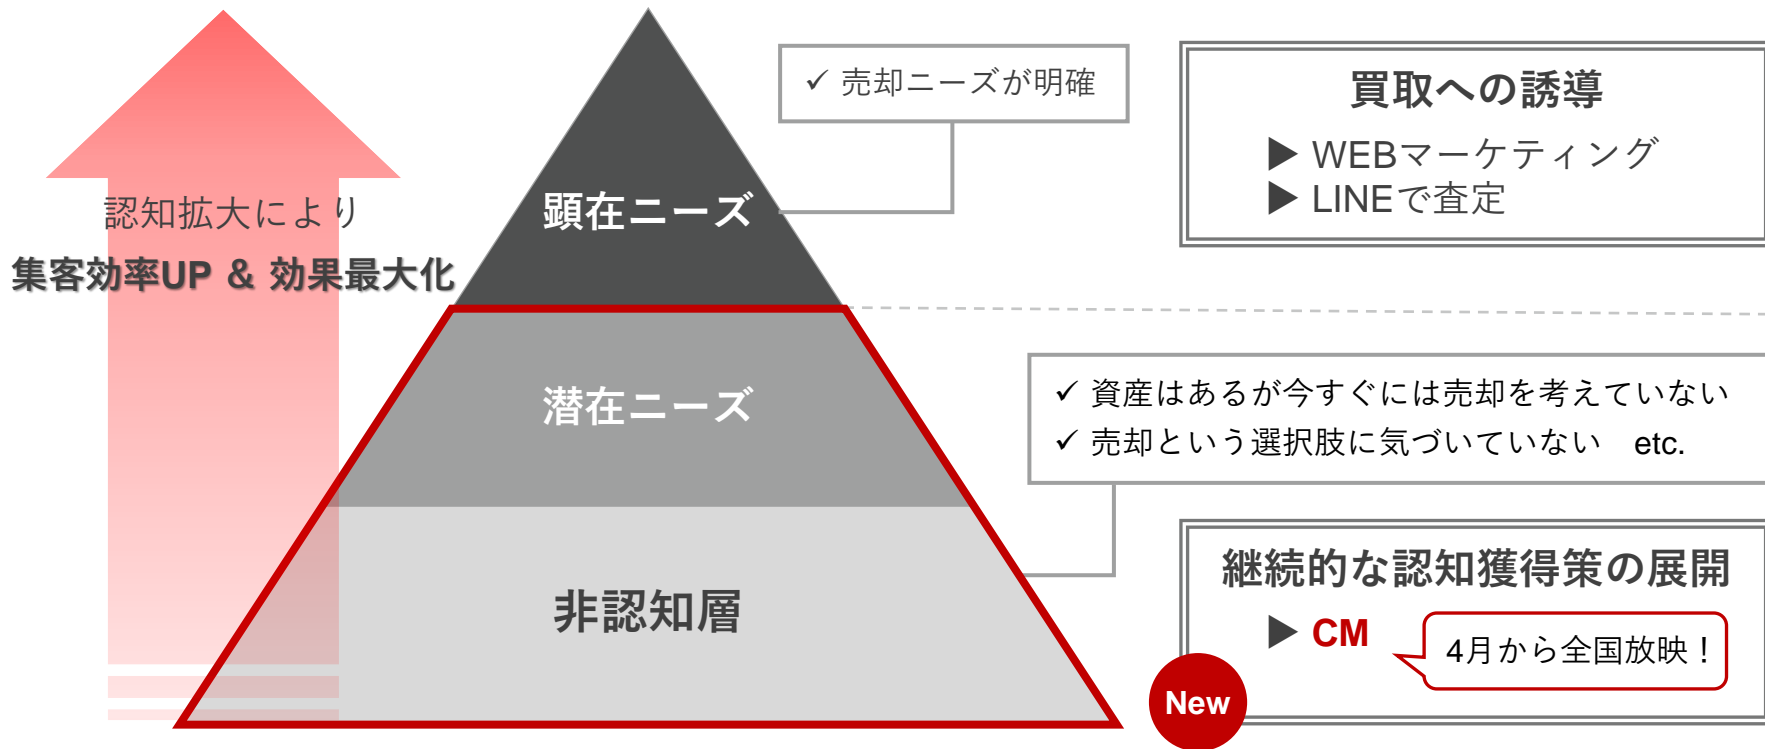 認知拡大により
集客効率UP & 効果最大化
顕在ニーズ
潜在ニーズ
非認知層
✓ 売却ニーズが明確
買取への誘導
▶ WEBマーケティング
▶ LINEで査定
✓ 資産はあるが今すぐには売却を考えていない
✓ 売却という選択肢に気づいていない etc.
継続的な認知獲得策の展開
▶ CM
4月から全国放映！
New